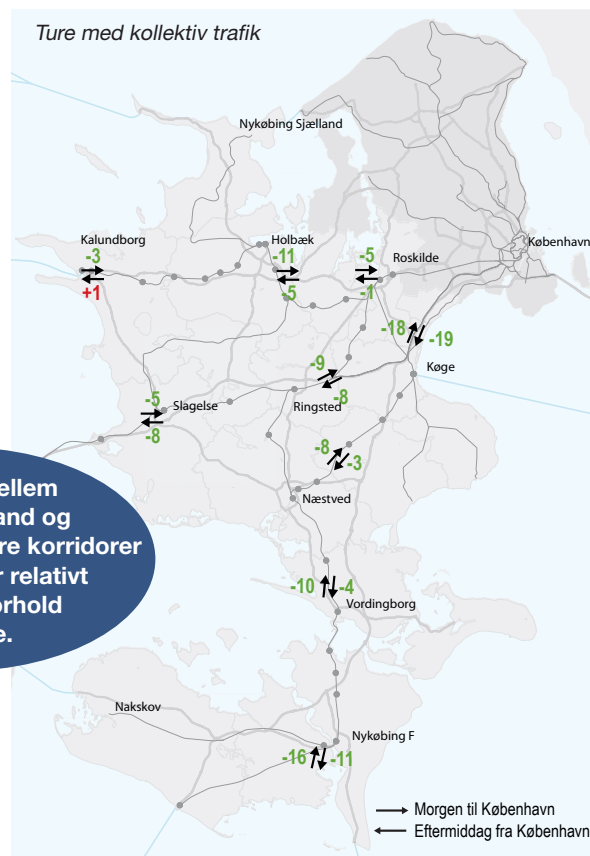 Ture med kollektiv trafik
Nykøbing Sjælland
København
Kalundborg
-3
+1
Holbæk
-11
-5
-5
Roskilde
-1
-18
-19
Køge
-9
-8
Ringsted
-5
Slagelse
-8
-8
-3
Næstved
ellem
and og
re korridorer
r relativt
orhold
e.
-10
-4
Vordingborg
Nakskov
Nykøbing F
-16
-11
Morgen til København
Eftermiddag fra København